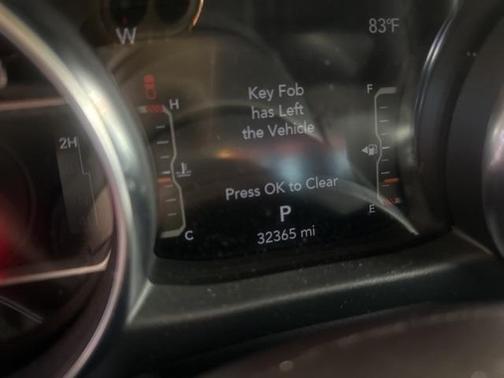 W
83°F
H
F
Key Fob
has Left
the Vehicle
2H
Press OK to Clear
P
E
C
32365 mi